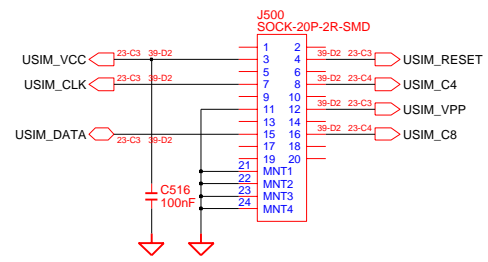 J500
SOCK-20P-2R-SMD
1 2
USIM_VCC 23-C3 39-D2 3 4 39-D2 23-C3 USIM_RESET
5 6
USIM_CLK 23-C3 39-D2 7 8 39-D2 23-C4 USIM_C4
9 10
11 12 39-D2 23-C3 USIM_VPP
13 14
USIM_DATA 23-C3 39-D2 15 16 39-D2 23-C4 USIM_C8
17 18
19 20
21 MNT1
22 MNT2
23 MNT3
24 MNT4
C516
100nF